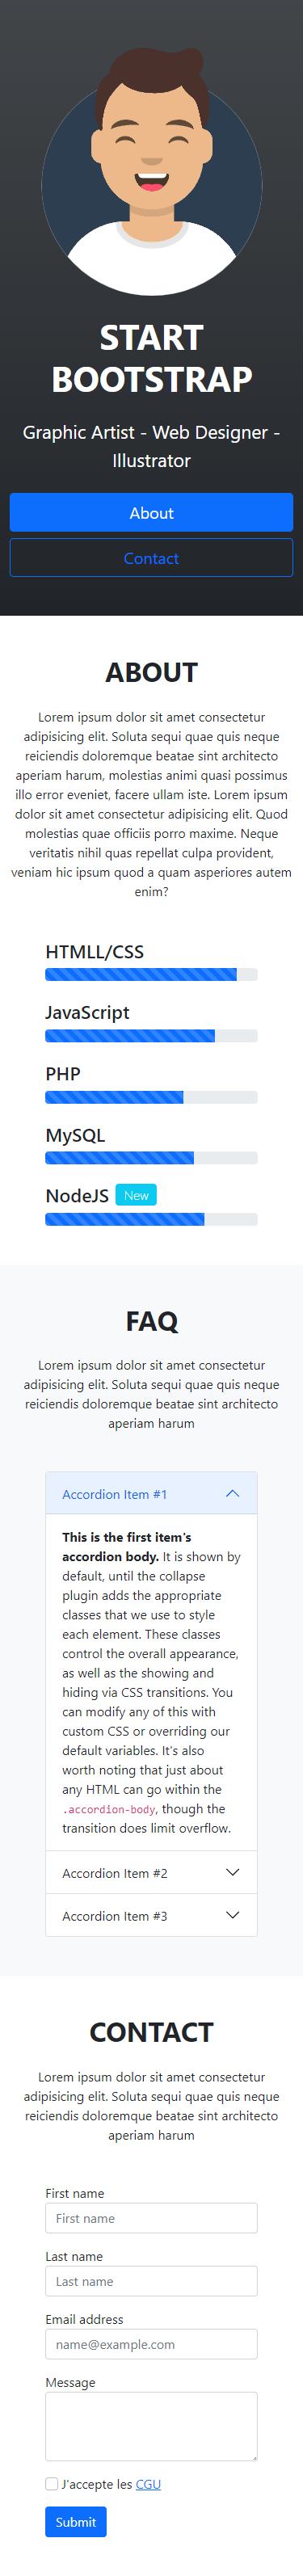 START
BOOTSTRAP
Graphic Artist - Web Designer -
Illustrator
About
Contact
ABOUT
Lorem ipsum dolor sit amet consectetur
adipisicing elit. Soluta sequi quae quis neque
reiciendis doloremque beatae sint architecto
aperiam harum, molestias animi quasi possimus
illo error eveniet, facere ullam iste. Lorem ipsum
dolor sit amet consectetur adipisicing elit. Quod
molestias quae officiis porro maxime. Neque
veritatis nihil quas repellat culpa provident,
veniam hic ipsum quod a quam asperiores autem
enim?
HTMLL/CSS
JavaScript
PHP
MySQL
NodeJS New
FAQ
Lorem ipsum dolor sit amet consectetur
adipisicing elit. Soluta sequi quae quis neque
reiciendis doloremque beatae sint architecto
aperiam harum
Accordion Item #1
This is the first item's
accordion body. It is shown by
default, until the collapse
plugin adds the appropriate
classes that we use to style
each element. These classes
control the overall appearance,
as well as the showing and
hiding via CSS transitions. You
can modify any of this with
custom CSS or overriding our
default variables. It's also
worth noting that just about
any HTML can go within the
.accordion-body, though the
transition does limit overflow.
Accordion Item #2
Accordion Item #3
CONTACT
Lorem ipsum dolor sit amet consectetur
adipisicing elit. Soluta sequi quae quis neque
reiciendis doloremque beatae sint architecto
aperiam harum
First name
First name
Last name
Last name
Email address
name@example.com
Message
J'accepte les CGU
Submit